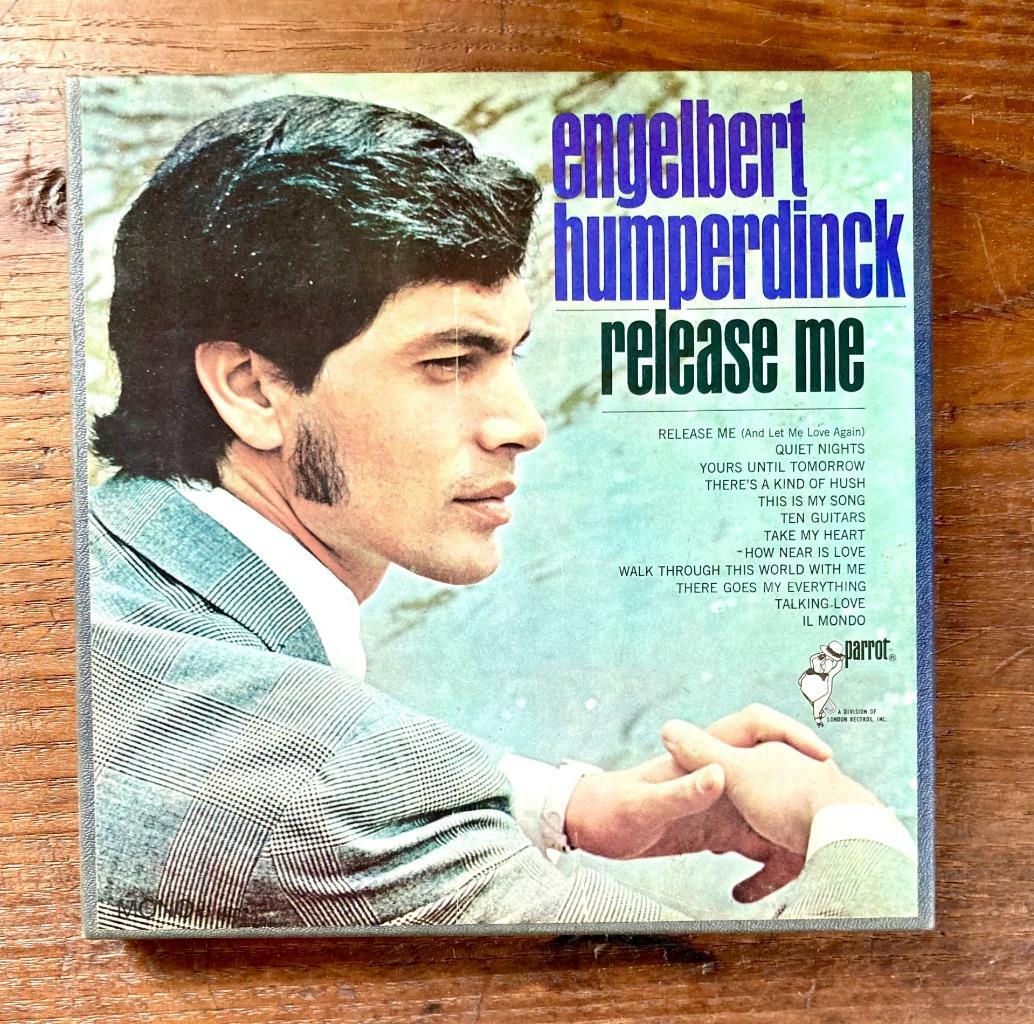 engelbert
humperdinck
release me
RELEASE ME (And Let Me Love Again)
QUIET NIGHTS
YOURS UNTIL TOMORROW
THERE'S A KIND OF HUSH
THIS IS MY SONG
TEN GUITARS
TAKE MY HEART
HOW NEAR IS LOVE
WALK THROUGH THIS WORLD WITH ME
THERE GOES MY EVERYTHING
TALKING LOVE
IL MONDO
parrot®
A DIVISION OF
LONDON RECORDS, INC.